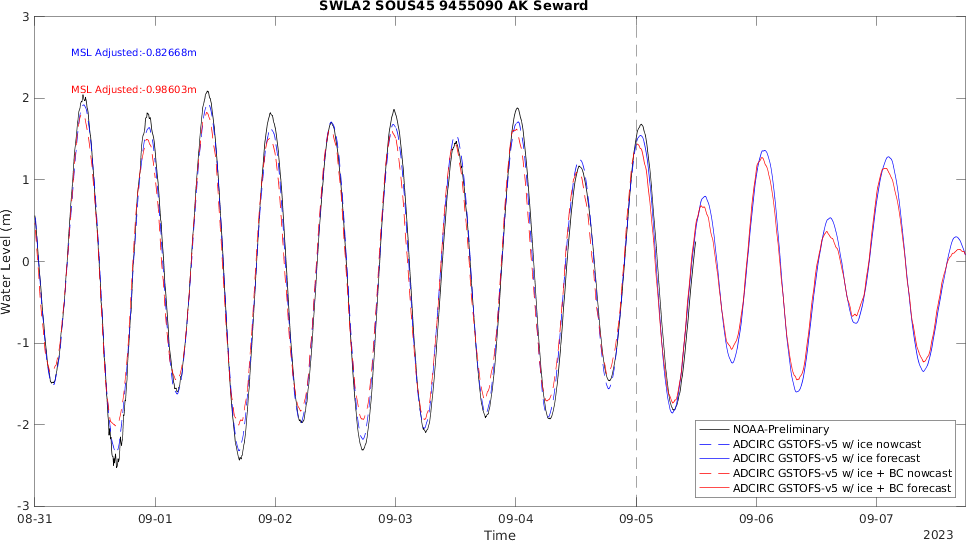 SWLA2 SOUS45 9455090 AK Seward
MSL Adjusted:-0.82668m
MSL Adjusted:-0.98603m
3
2
1
0
-1
-2
-3
Water Level (m)
NOAA-Preliminary
ADCIRC GSTOFS-v5 w/ ice nowcast
ADCIRC GSTOFS-v5 w/ ice forecast
ADCIRC GSTOFS-v5 w/ ice + BC nowcast
ADCIRC GSTOFS-v5 w/ ice + BC forecast
08-31 09-01 09-02 09-03 09-04 09-05 09-06 09-07
Time
2023